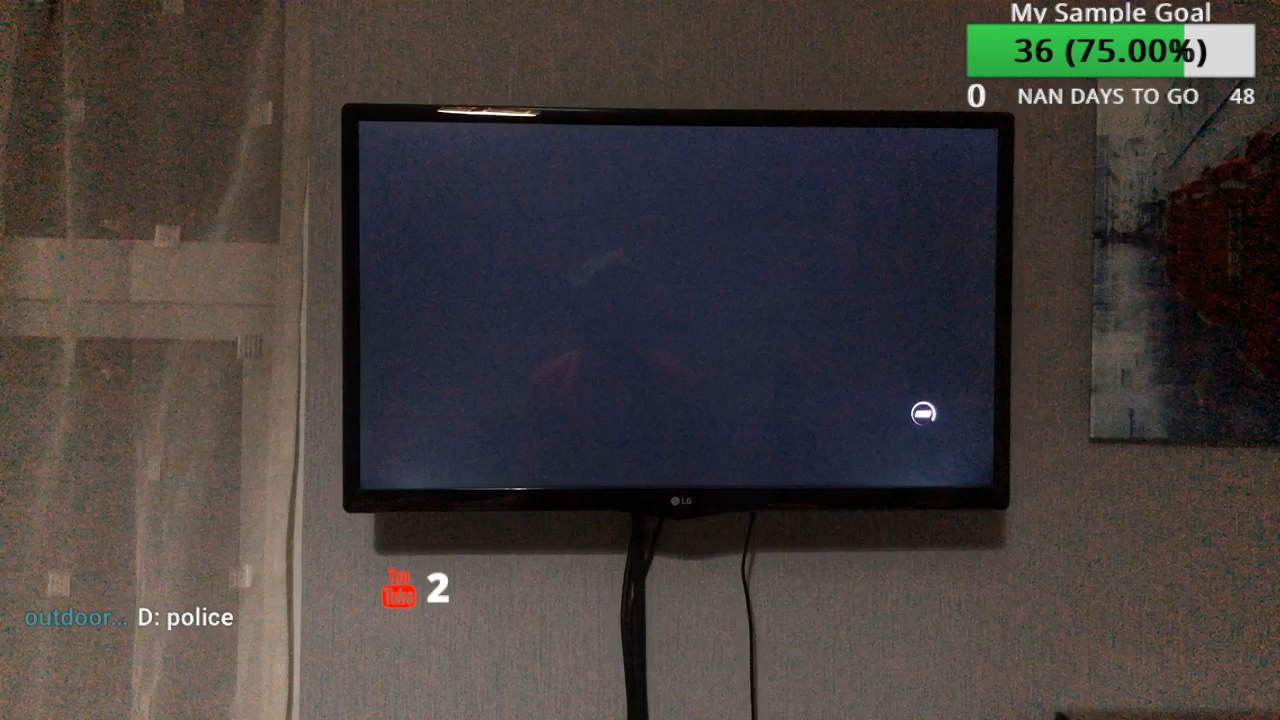 My Sample Goal
36 (75.00%)
0 NAN DAYS TO GO 48
LG
You
Tube 2
outdoor... D: police